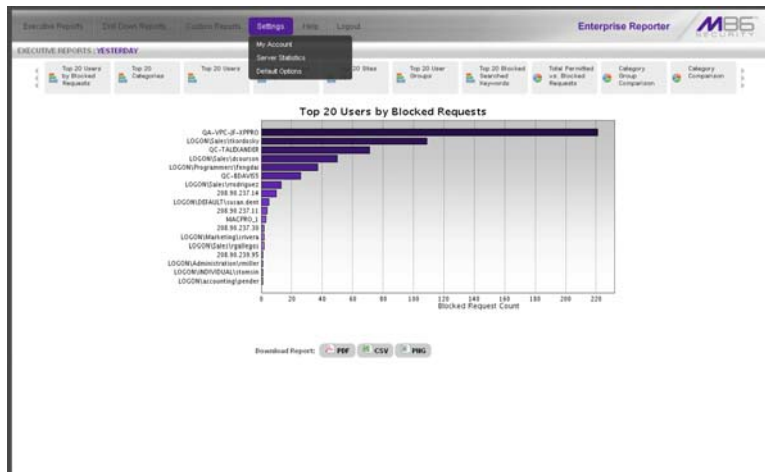 Executive Reports
Drill Down Reports
Custom Reports
Settings
Help
Logout
Enterprise Reporter
M86
SECURITY
My Account
Server Statistics
Default Options
EXECUTIVE REPORTS : YESTERDAY
Top 20 Users
by Blocked
Requests
Top 20
Categories
Top 20 Users
20 Sites
Top 20 User
Groups
Top 20 Blocked
Searched
Keywords
Total Permitted
vs. Blocked
Requests
Category
Group
Comparison
Category
Comparison
Top 20 Users by Blocked Requests
QA-VPC-JF-XPPRO
LOGON\Sales\tkordosky
QC-TALEXANDER
LOGON\Sales\dcourson
LOGON\Programmers\fengdai
QC-BDAVISS
LOGON\Sales\rrodriguez
208.90.237.14
LOGON\DEFAULT\susan.dent
208.90.237.11
MACPRO_1
208.90.237.30
LOGON\Marketing\srivera
LOGON\Sales\rgallegos
208.90.239.95
LOGON\Administration\rmiller
LOGON\INDIVIDUAL\stomsin
LOGON\accounting\pender
0 20 40 60 80 100 120 140 160 180 200 220
Blocked Request Count
Download Report: PDF CSV PNG